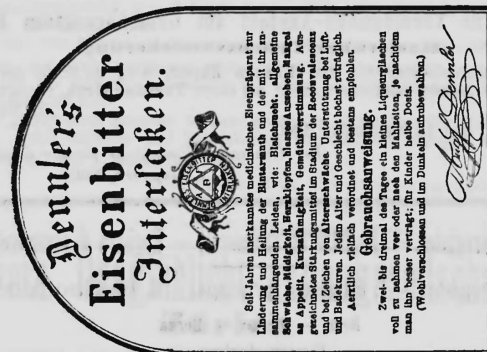 Dennler's
Eisenbitter
Interlaken.
Seit Jahren anerkanntes medicinisches Eisenpräparat zur
Linderung und Heilung der Blutarmuth und der mit ihr zu-
sammenhängenden Leiden, wie: Bleichsucht, allgemeine
Schwäche, Müdigkeit, Herzklopfen, blasses Aussehen, Mangel
an Appetit, Kurzathmigkeit, Gemüthsverstimmung. Aus-
gezeichnetes Stärkungsmittel im Stadium der Reconvalescenz
und bei Zeichen von Altersschwäche. Unterstützung bei Luft-
und Badekuren. Jedem Alter und Geschlecht höchst zuträglich.
Aerztlich vielfach verordnet und bestens empfohlen.
Gebrauchsanweisung.
Zwei- bis dreimal des Tages ein kleines Liqueurgläschen
voll zu nehmen vor oder nach den Mahlzeiten, je nachdem
man ihn besser verträgt; für Kinder halbe Dosis.
(Wohlverschlossen und im Dunkeln aufzubewahren.)
Dennler